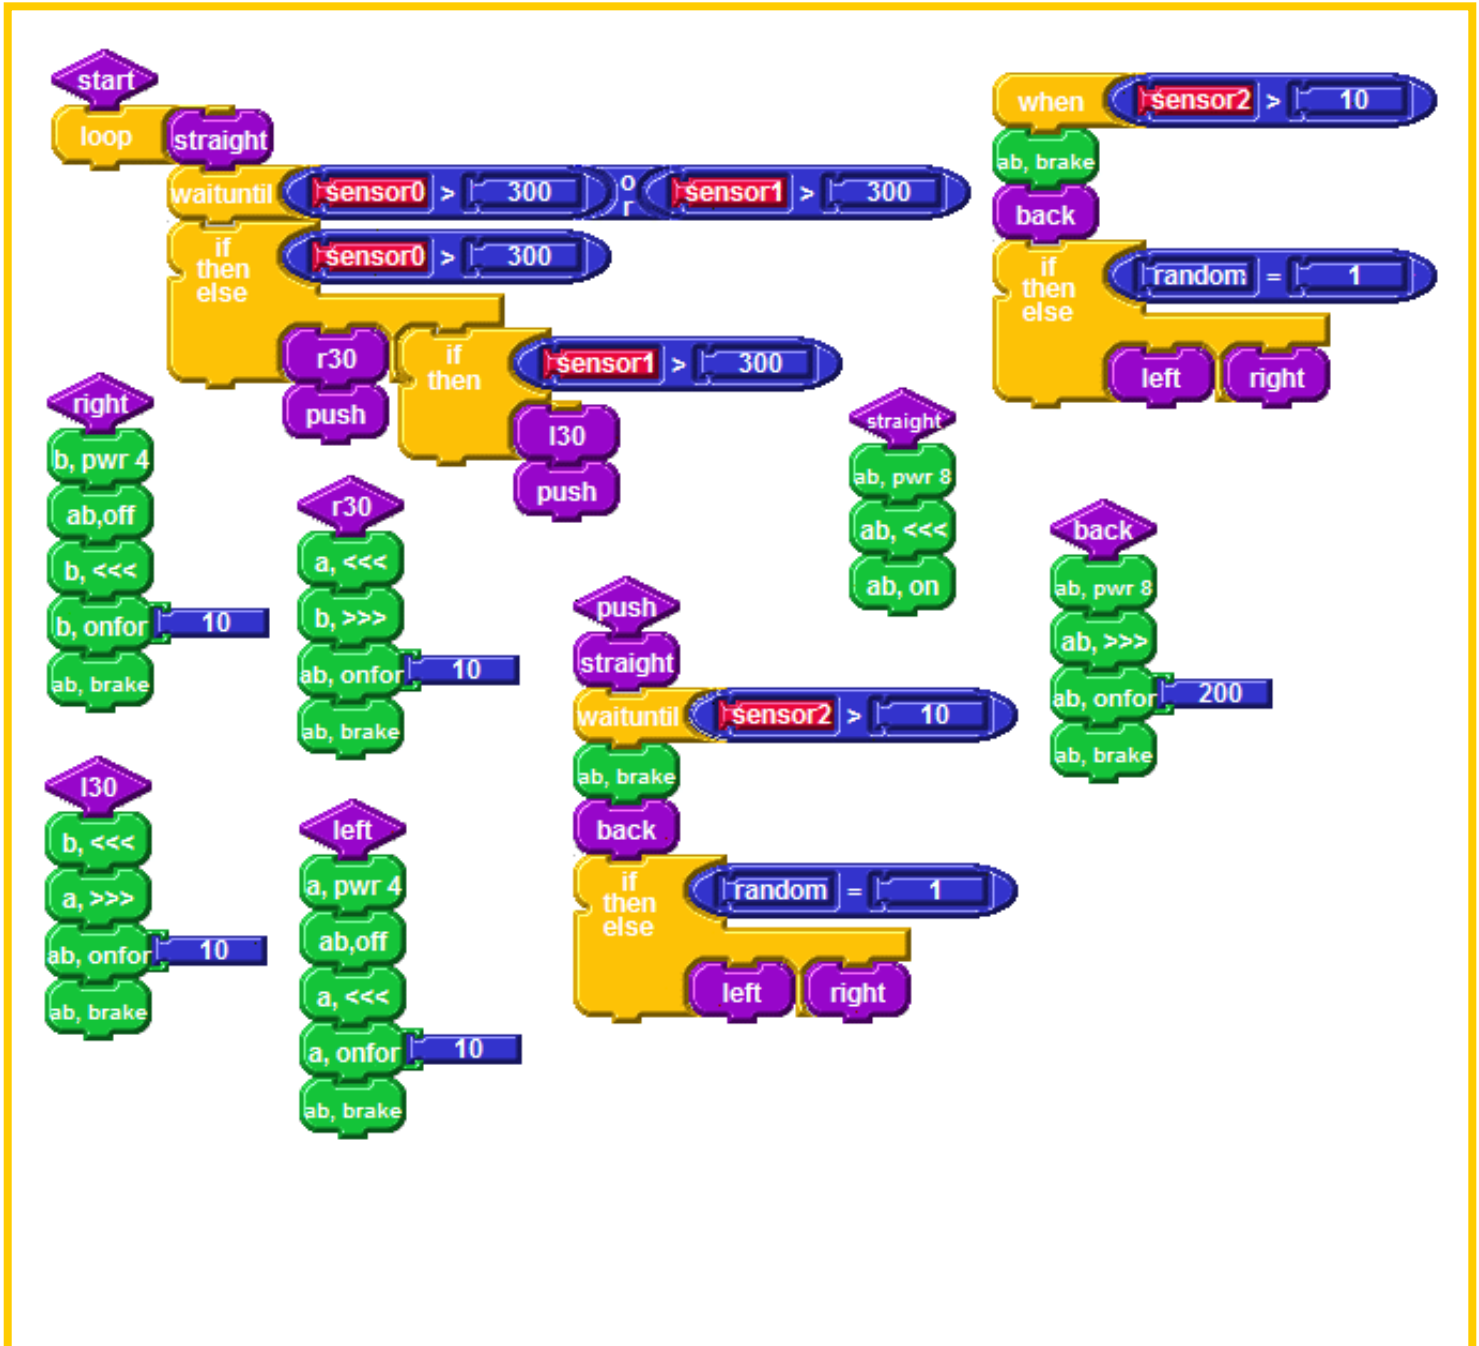 start
loop
straight
waituntil sensor0 > 300 or sensor1 > 300
if then else sensor0 > 300
r30
push
if then sensor1 > 300
l30
push
when sensor2 > 10
ab, brake
back
if then else random = 1
left right
right
b, pwr 4
ab,off
b, <<<
b, onfor 10
ab, brake
r30
a, <<<
b, >>>
ab, onfor 10
ab, brake
straight
ab, pwr 8
ab, <<<
ab, on
back
ab, pwr 8
ab, >>>
ab, onfor 200
ab, brake
push
straight
waituntil sensor2 > 10
ab, brake
back
if then else random = 1
left right
l30
b, <<<
a, >>>
ab, onfor 10
ab, brake
left
a, pwr 4
ab,off
a, <<<
a, onfor 10
ab, brake